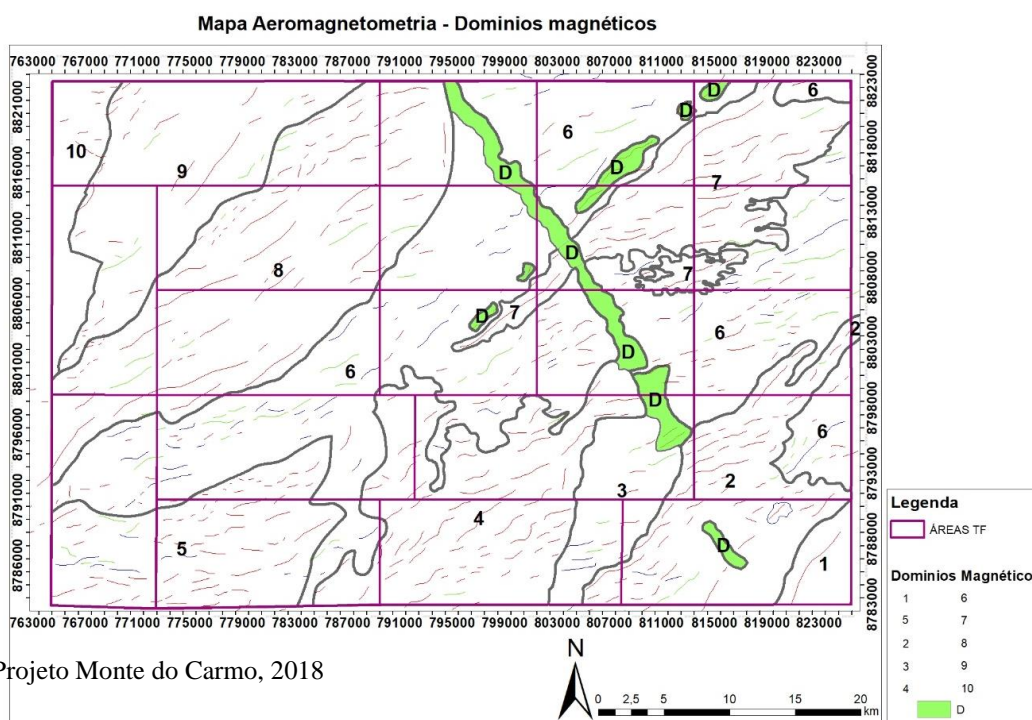 Mapa Aeromagnetometria - Dominios magnéticos
763000 767000 771000 775000 779000 783000 787000 791000 795000 799000 803000 807000 811000 815000 819000 823000
8821000 8816000 8811000 8806000 8801000 8796000 8791000 8786000
8823000 8818000 8813000 8808000 8803000 8798000 8793000 8788000 8783000
D 6
D
6
10
D
9 D 7
D
8 7
D 7
6 2
D
6
D
6
2
3
4
5 D
1
763000 767000 771000 775000 779000 783000 787000 791000 795000 799000 803000 807000 811000 815000 819000 823000
Legenda
ÁREAS TF
Dominios Magnético
1 6
5 7
2 8
3 9
4 10
D
Projeto Monte do Carmo, 2018
N
0 2,5 5 10 15 20
km